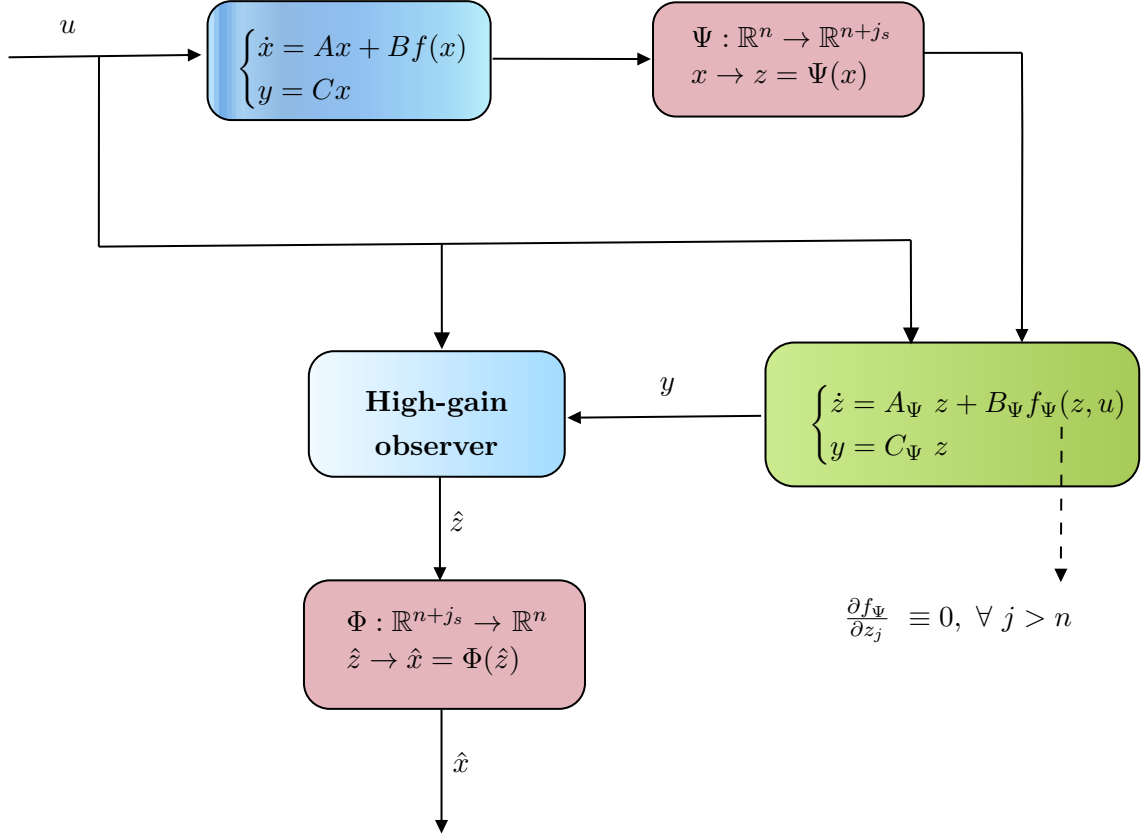 u
ẋ = Ax + Bf(x)
y = Cx
Ψ : ℝⁿ → ℝⁿ⁺ʲₛ
x → z = Ψ(x)
High-gain
observer
y
ż = A_Ψ z + B_Ψ f_Ψ(z, u)
y = C_Ψ z
ẑ
Φ : ℝⁿ⁺ʲₛ → ℝⁿ
ẑ → x̂ = Φ(ẑ)
∂f_Ψ/∂z_j ≡ 0, ∀ j > n
x̂